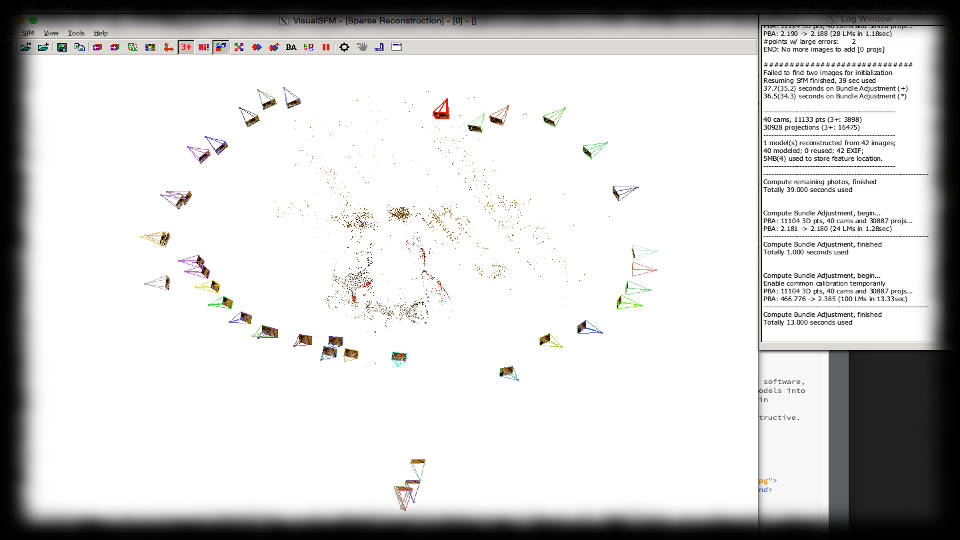 VisualSFM - [Sparse Reconstruction] - [0] - []
SfM View Tools Help
3+ BA
Log Window
PBA: 2.190 -> 2.188 (28 LMs in 1.18sec)
#points w/ large errors: 2
END: No more images to add [0 projs]
############################
Failed to find two images for initialization
Resuming SfM finished, 39 sec used
37.7(35.2) seconds on Bundle Adjustment (+)
36.5(34.3) seconds on Bundle Adjustment (*)
----------------------------------------------------------------
40 cams, 11133 pts (3+: 3898)
30928 projections (3+: 16475)
----------------------------------------------------------------
1 model(s) reconstructed from 42 images;
40 modeled; 0 reused; 42 EXIF;
5MB(4) used to store feature location.
----------------------------------------------------------------
Compute remaining photos, finished
Totally 39.000 seconds used
Compute Bundle Adjustment, begin...
PBA: 11104 3D pts, 40 cams and 30887 projs...
PBA: 2.181 -> 2.180 (24 LMs in 1.28sec)
----------------------------------------------------------------
Compute Bundle Adjustment, finished
Totally 1.000 seconds used
Compute Bundle Adjustment, begin...
Enable common calibration temporarily
PBA: 11104 3D pts, 40 cams and 30887 projs...
PBA: 466.776 -> 2.385 (100 LMs in 13.33sec)
----------------------------------------------------------------
Compute Bundle Adjustment, finished
Totally 13.000 seconds used
software,
odels into
in
tructive.
pg">
nd>